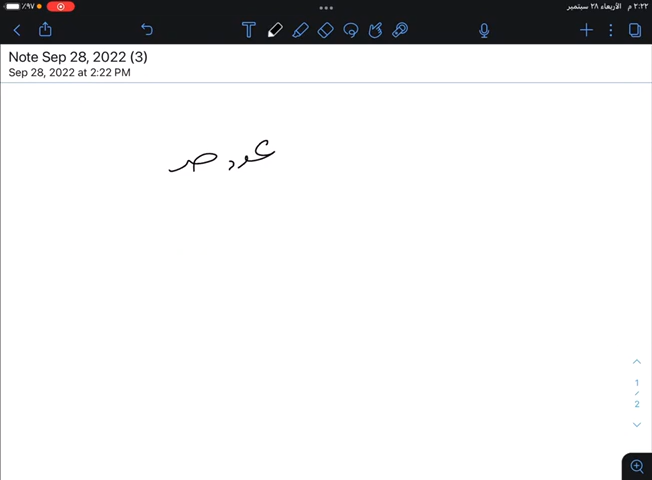 ٪٩٧
٢:٢٢ م الأربعاء ٢٨ سبتمبر
T
Note Sep 28, 2022 (3)
Sep 28, 2022 at 2:22 PM
1
/
2